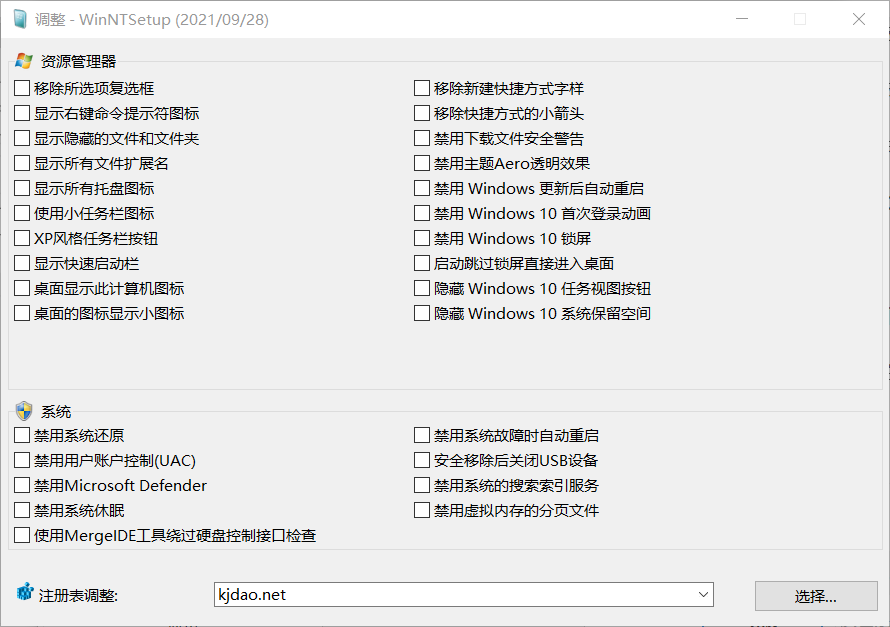 调整 - WinNTSetup (2021/09/28)
资源管理器
移除所选项复选框
显示右键命令提示符图标
显示隐藏的文件和文件夹
显示所有文件扩展名
显示所有托盘图标
使用小任务栏图标
XP风格任务栏按钮
显示快速启动栏
桌面显示此计算机图标
桌面的图标显示小图标
移除新建快捷方式字样
移除快捷方式的小箭头
禁用下载文件安全警告
禁用主题Aero透明效果
禁用 Windows 更新后自动重启
禁用 Windows 10 首次登录动画
禁用 Windows 10 锁屏
启动跳过锁屏直接进入桌面
隐藏 Windows 10 任务视图按钮
隐藏 Windows 10 系统保留空间
系统
禁用系统还原
禁用用户账户控制(UAC)
禁用Microsoft Defender
禁用系统休眠
使用MergeIDE工具绕过硬盘控制接口检查
禁用系统故障时自动重启
安全移除后关闭USB设备
禁用系统的搜索索引服务
禁用虚拟内存的分页文件
注册表调整:
kjdao.net
选择...